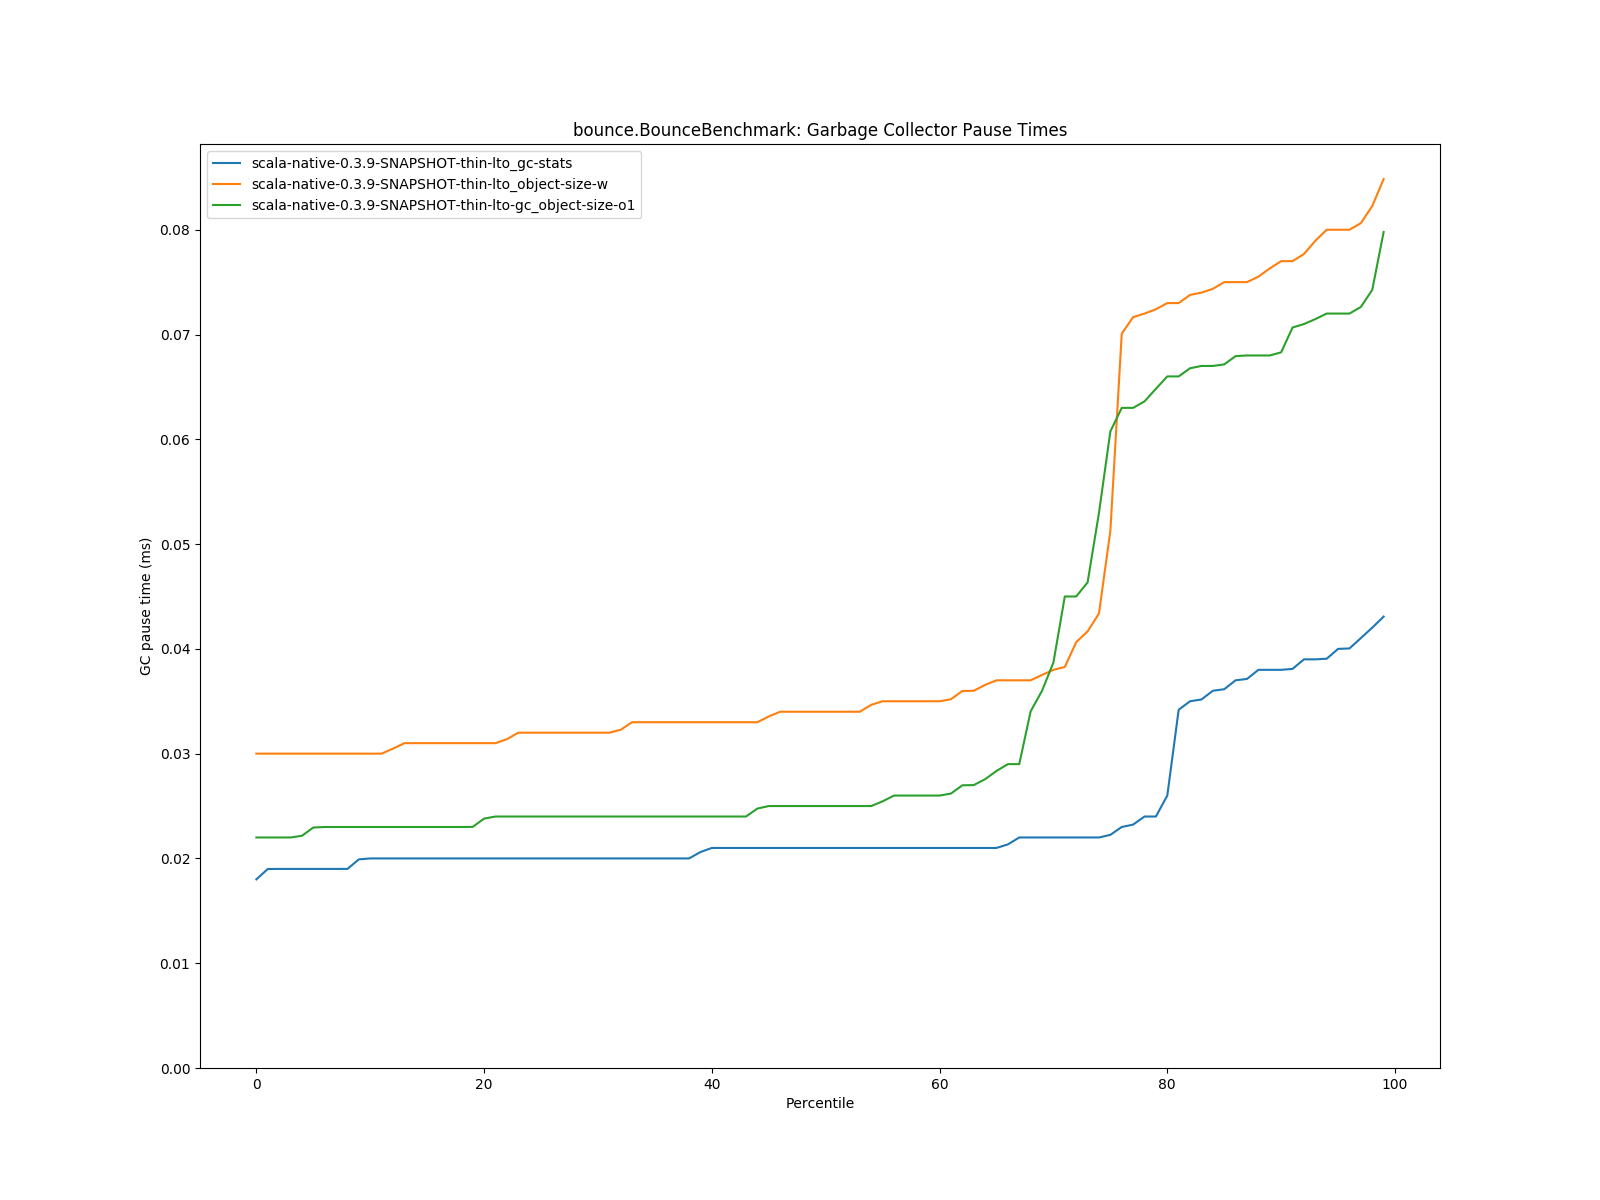 bounce.BounceBenchmark: Garbage Collector Pause Times
scala-native-0.3.9-SNAPSHOT-thin-lto_gc-stats
scala-native-0.3.9-SNAPSHOT-thin-lto_object-size-w
scala-native-0.3.9-SNAPSHOT-thin-lto-gc_object-size-o1
0.08
0.07
0.06
0.05
0.04
0.03
0.02
0.01
0.00
GC pause time (ms)
0 20 40 60 80 100
Percentile